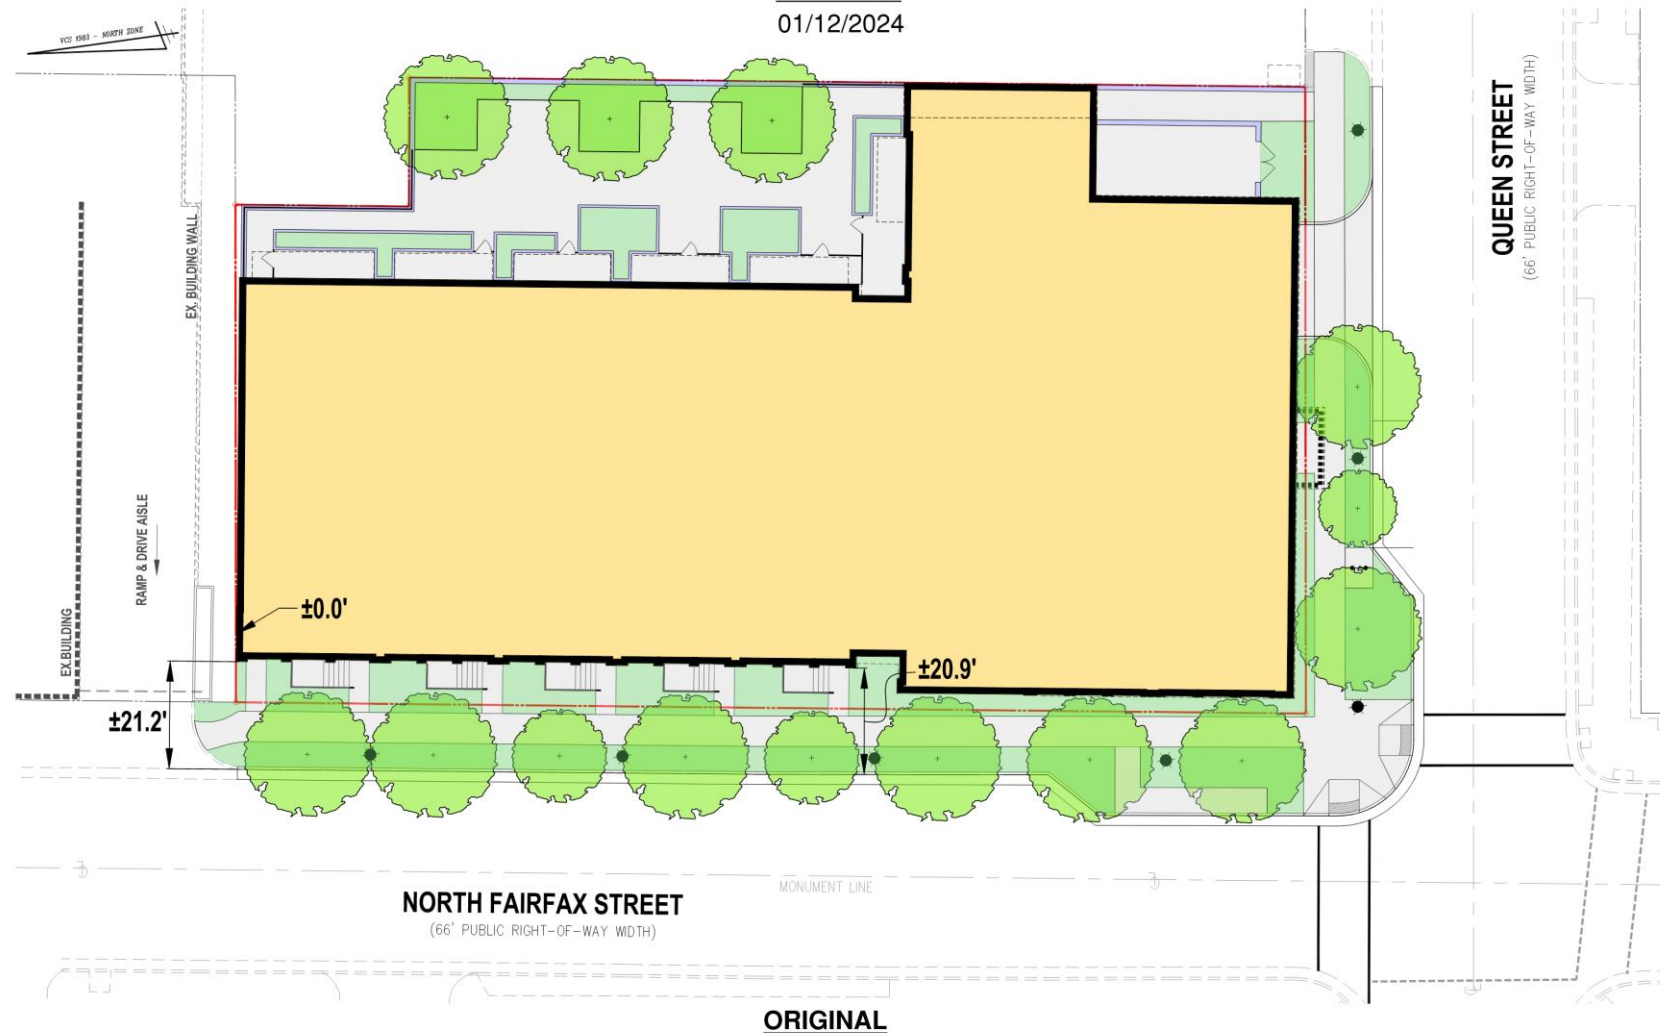 01/12/2024
VCS 1983 - NORTH ZONE
QUEEN STREET
(66' PUBLIC RIGHT-OF-WAY WIDTH)
EX. BUILDING WALL
RAMP & DRIVE AISLE
EX.BUILDING
±0.0'
±20.9'
±21.2'
MONUMENT LINE
NORTH FAIRFAX STREET
(66' PUBLIC RIGHT-OF-WAY WIDTH)
ORIGINAL